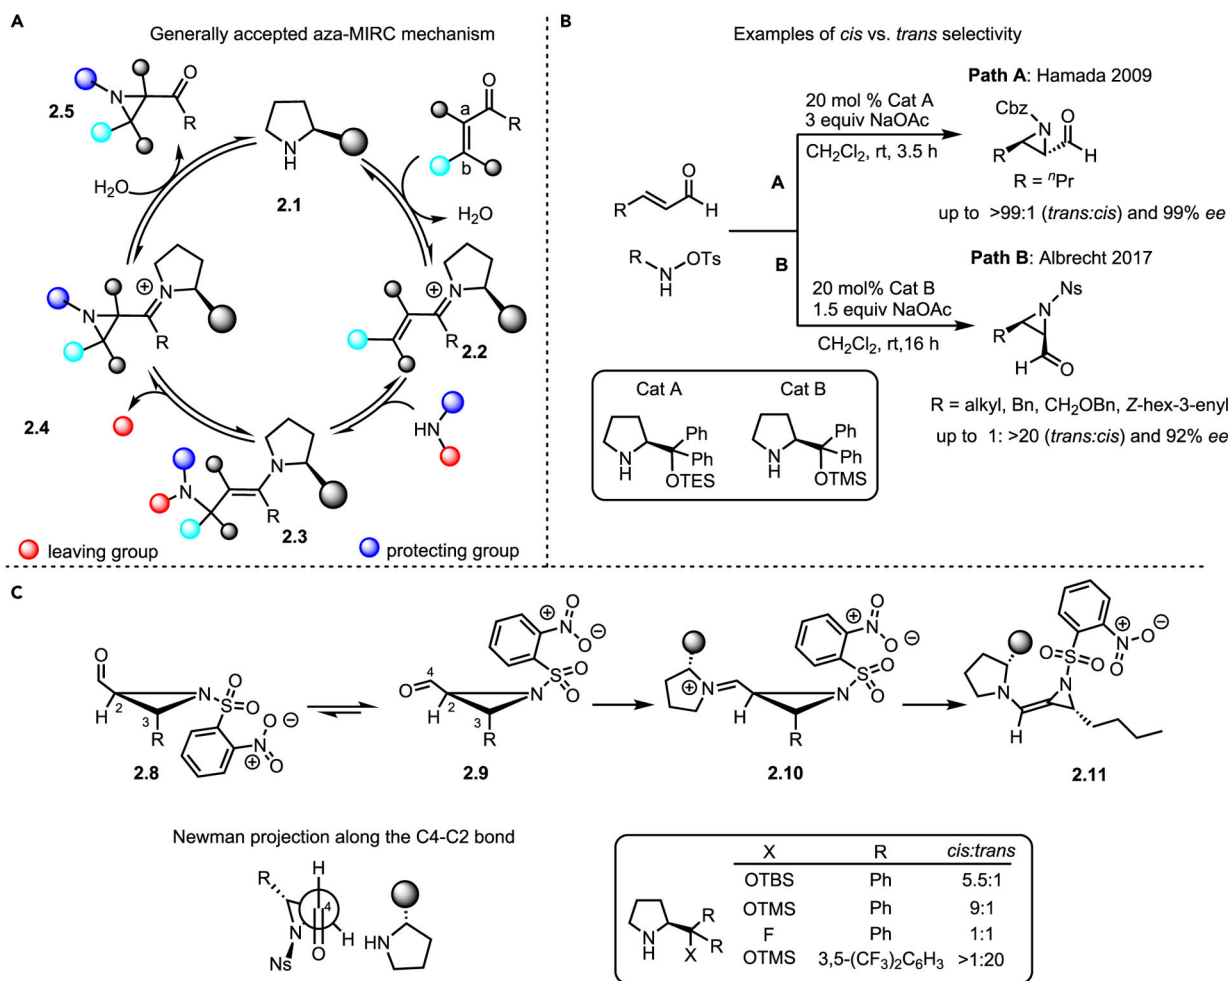 A
Generally accepted aza-MIRC mechanism
2.5
N
O
R
H₂O
N
H
2.1
O
a
R
b
H₂O
N
⊕
R
2.2
HN
N
R
2.3
N
⊕
N
R
2.4
leaving group
protecting group
B
Examples of cis vs. trans selectivity
R
O
H
R
N
H
OTs
A
B
20 mol % Cat A
3 equiv NaOAc
CH₂Cl₂, rt, 3.5 h
Path A: Hamada 2009
Cbz
N
O
R
H
R = ⁿPr
up to >99:1 (trans:cis) and 99% ee
20 mol% Cat B
1.5 equiv NaOAc
CH₂Cl₂, rt,16 h
Path B: Albrecht 2017
Ns
N
R
H
O
R = alkyl, Bn, CH₂OBn, Z-hex-3-enyl
up to 1: >20 (trans:cis) and 92% ee
Cat A
N
H
Ph
Ph
OTES
Cat B
N
H
Ph
Ph
OTMS
C
O
H
2
3
R
N
S
O
O
N
⊕
O
O
⊖
2.8
O
4
H
2
3
R
N
S
O
O
N
⊕
O
O
⊖
2.9
N
⊕
H
R
N
S
O
O
N
⊕
O
O
⊖
2.10
N
H
N
S
O
O
N
⊕
O
O
⊖
2.11
Newman projection along the C4-C2 bond
R
H
4
N
H
Ns
O
HN
N
H
R
R
X
X R cis:trans
OTBS Ph 5.5:1
OTMS Ph 9:1
F Ph 1:1
OTMS 3,5-(CF₃)₂C₆H₃ >1:20